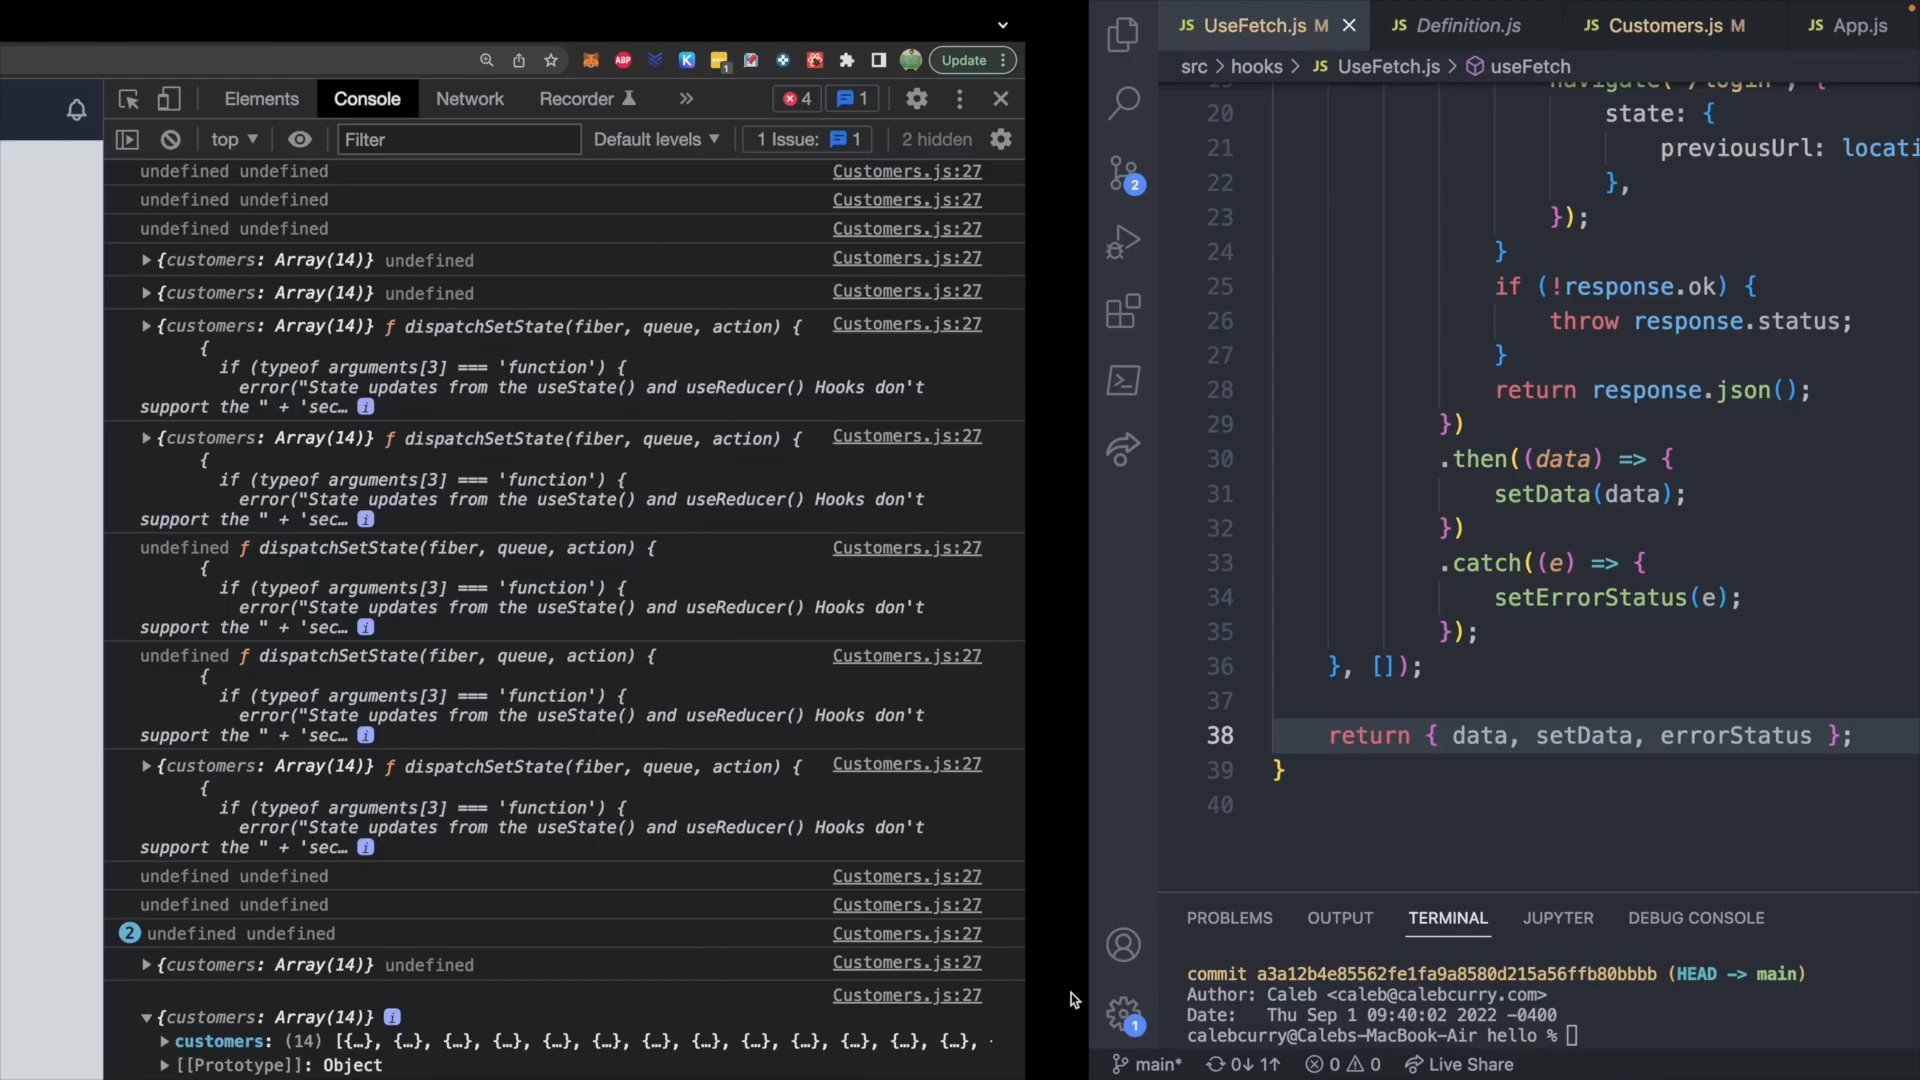 Update
Elements
Console
Network
Recorder
4
1
top
Filter
Default levels
1 Issue: 1
2 hidden
undefined undefined Customers.js:27
undefined undefined Customers.js:27
undefined undefined Customers.js:27
{customers: Array(14)} undefined Customers.js:27
{customers: Array(14)} undefined Customers.js:27
{customers: Array(14)} ƒ dispatchSetState(fiber, queue, action) { Customers.js:27
{
if (typeof arguments[3] === 'function') {
error("State updates from the useState() and useReducer() Hooks don't
support the " + 'sec… i
{customers: Array(14)} ƒ dispatchSetState(fiber, queue, action) { Customers.js:27
{
if (typeof arguments[3] === 'function') {
error("State updates from the useState() and useReducer() Hooks don't
support the " + 'sec… i
undefined ƒ dispatchSetState(fiber, queue, action) { Customers.js:27
{
if (typeof arguments[3] === 'function') {
error("State updates from the useState() and useReducer() Hooks don't
support the " + 'sec… i
undefined ƒ dispatchSetState(fiber, queue, action) { Customers.js:27
{
if (typeof arguments[3] === 'function') {
error("State updates from the useState() and useReducer() Hooks don't
support the " + 'sec… i
{customers: Array(14)} ƒ dispatchSetState(fiber, queue, action) { Customers.js:27
{
if (typeof arguments[3] === 'function') {
error("State updates from the useState() and useReducer() Hooks don't
support the " + 'sec… i
undefined undefined Customers.js:27
undefined undefined Customers.js:27
2 undefined undefined Customers.js:27
{customers: Array(14)} undefined Customers.js:27
Customers.js:27
{customers: Array(14)} i
customers: (14) [{…}, {…}, {…}, {…}, {…}, {…}, {…}, {…}, {…}, {…}, {…}, {…}, {…},
[[Prototype]]: Object
JS UseFetch.js M
JS Definition.js
JS Customers.js M
JS App.js
src > hooks > JS UseFetch.js > useFetch
navigate('/login', {
20 state: {
21 previousUrl: locati
22 },
23 });
24 }
25 if (!response.ok) {
26 throw response.status;
27 }
28 return response.json();
29 })
30 .then((data) => {
31 setData(data);
32 })
33 .catch((e) => {
34 setErrorStatus(e);
35 });
36 }, []);
37
38 return { data, setData, errorStatus };
39 }
40
2
1
PROBLEMS OUTPUT TERMINAL JUPYTER DEBUG CONSOLE
commit a3a12b4e85562fe1fa9a8580d215a56ffb80bbbb (HEAD -> main)
Author: Caleb <caleb@calebcurry.com>
Date: Thu Sep 1 09:40:02 2022 -0400
calebcurry@Calebs-MacBook-Air hello %
main* 0↓ 1↑ 0 0 Live Share